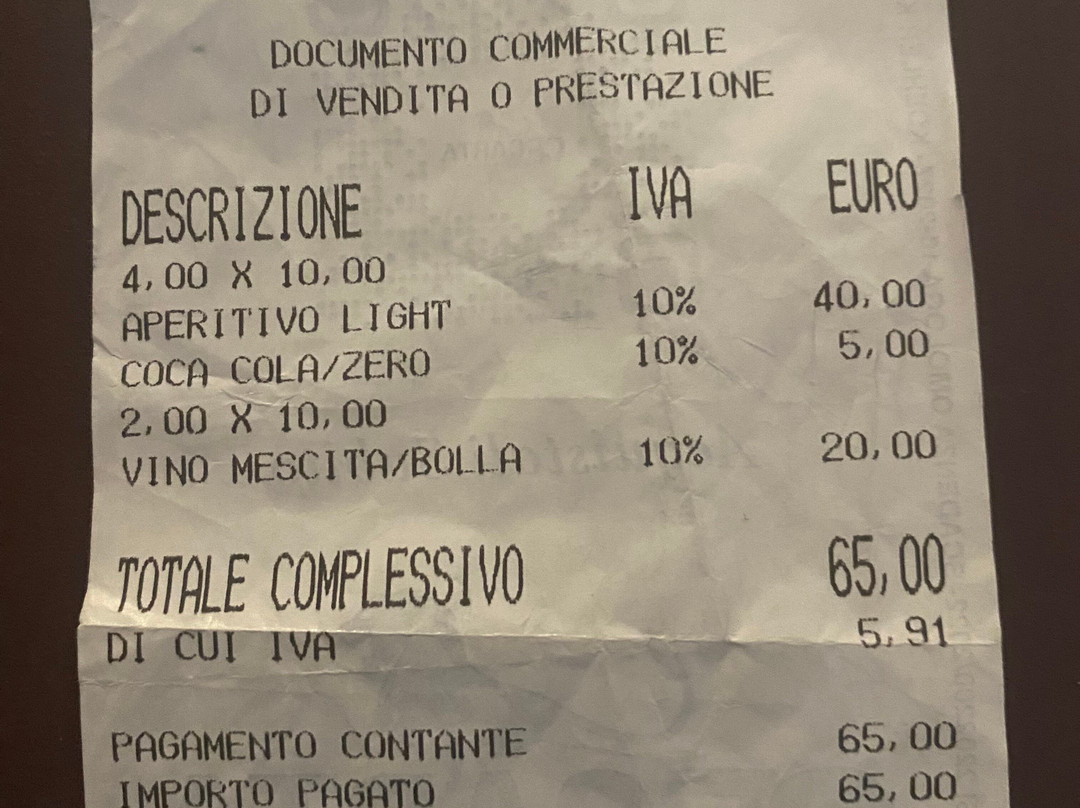 DOCUMENTO COMMERCIALE
DI VENDITA O PRESTAZIONE
DESCRIZIONE IVA EURO
4,00 X 10,00
APERITIVO LIGHT 10% 40,00
COCA COLA/ZERO 10% 5,00
2,00 X 10,00
VINO MESCITA/BOLLA 10% 20,00
TOTALE COMPLESSIVO 65,00
DI CUI IVA 5,91
PAGAMENTO CONTANTE 65,00
IMPORTO PAGATO 65,00